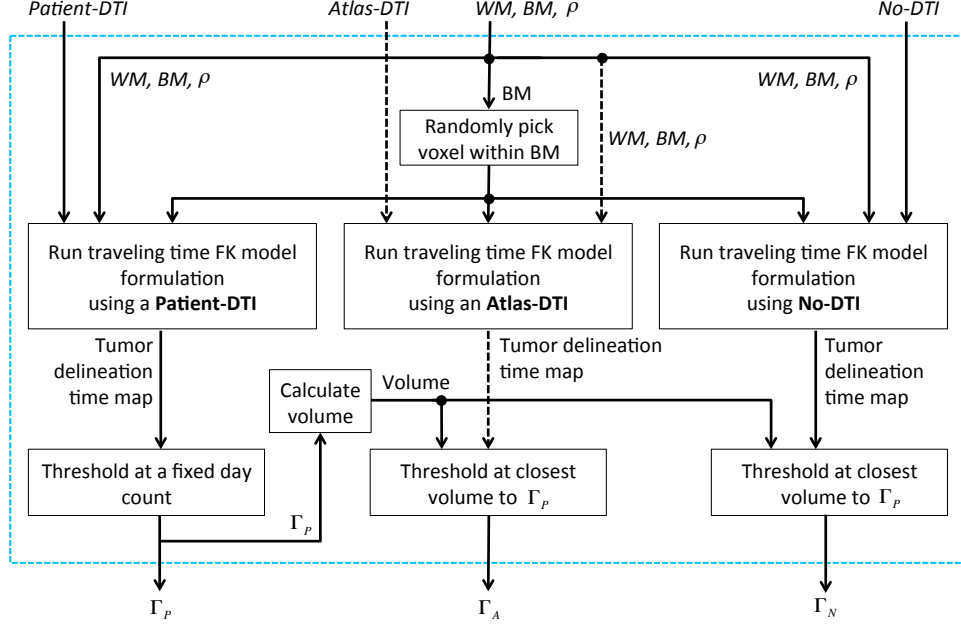 Patient-DTI
Atlas-DTI
WM, BM, ρ
No-DTI
WM, BM, ρ
WM, BM, ρ
BM
Randomly pick
voxel within BM
WM, BM, ρ
Run traveling time FK model
formulation
using a Patient-DTI
Run traveling time FK model
formulation
using an Atlas-DTI
Run traveling time FK model
formulation
using No-DTI
Tumor
delineation
time map
Tumor delineation
time map
Tumor
delineation
time map
Calculate
volume
Volume
Threshold at a fixed day
count
Threshold at closest
volume to Γ_P
Threshold at closest
volume to Γ_P
Γ_P
Γ_P
Γ_A
Γ_N